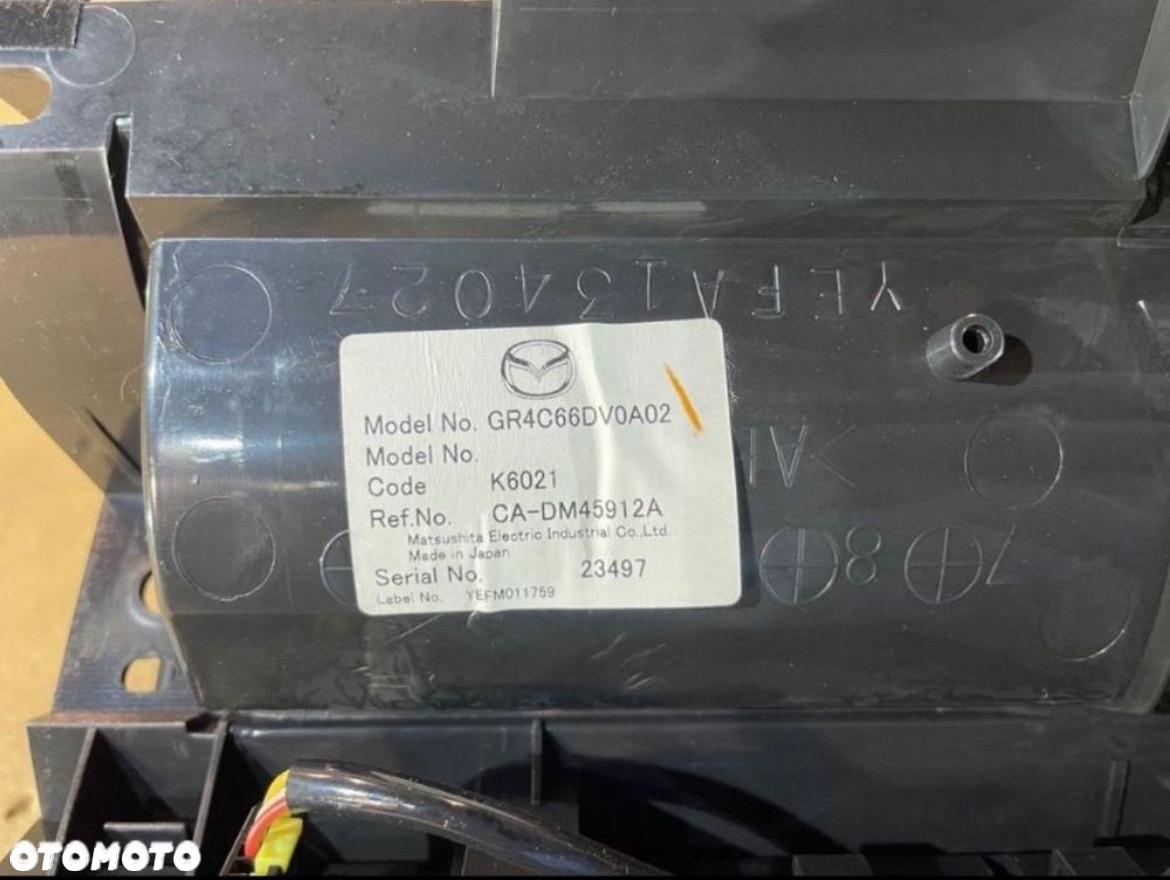 YEFA134027
Model No. GR4C66DV0A02
Model No.
Code K6021
Ref.No. CA-DM45912A
Matsushita Electric Industrial Co.,Ltd.
Made in Japan
Serial No. 23497
Label No. YEFM011759
7 8
OTOMOTO